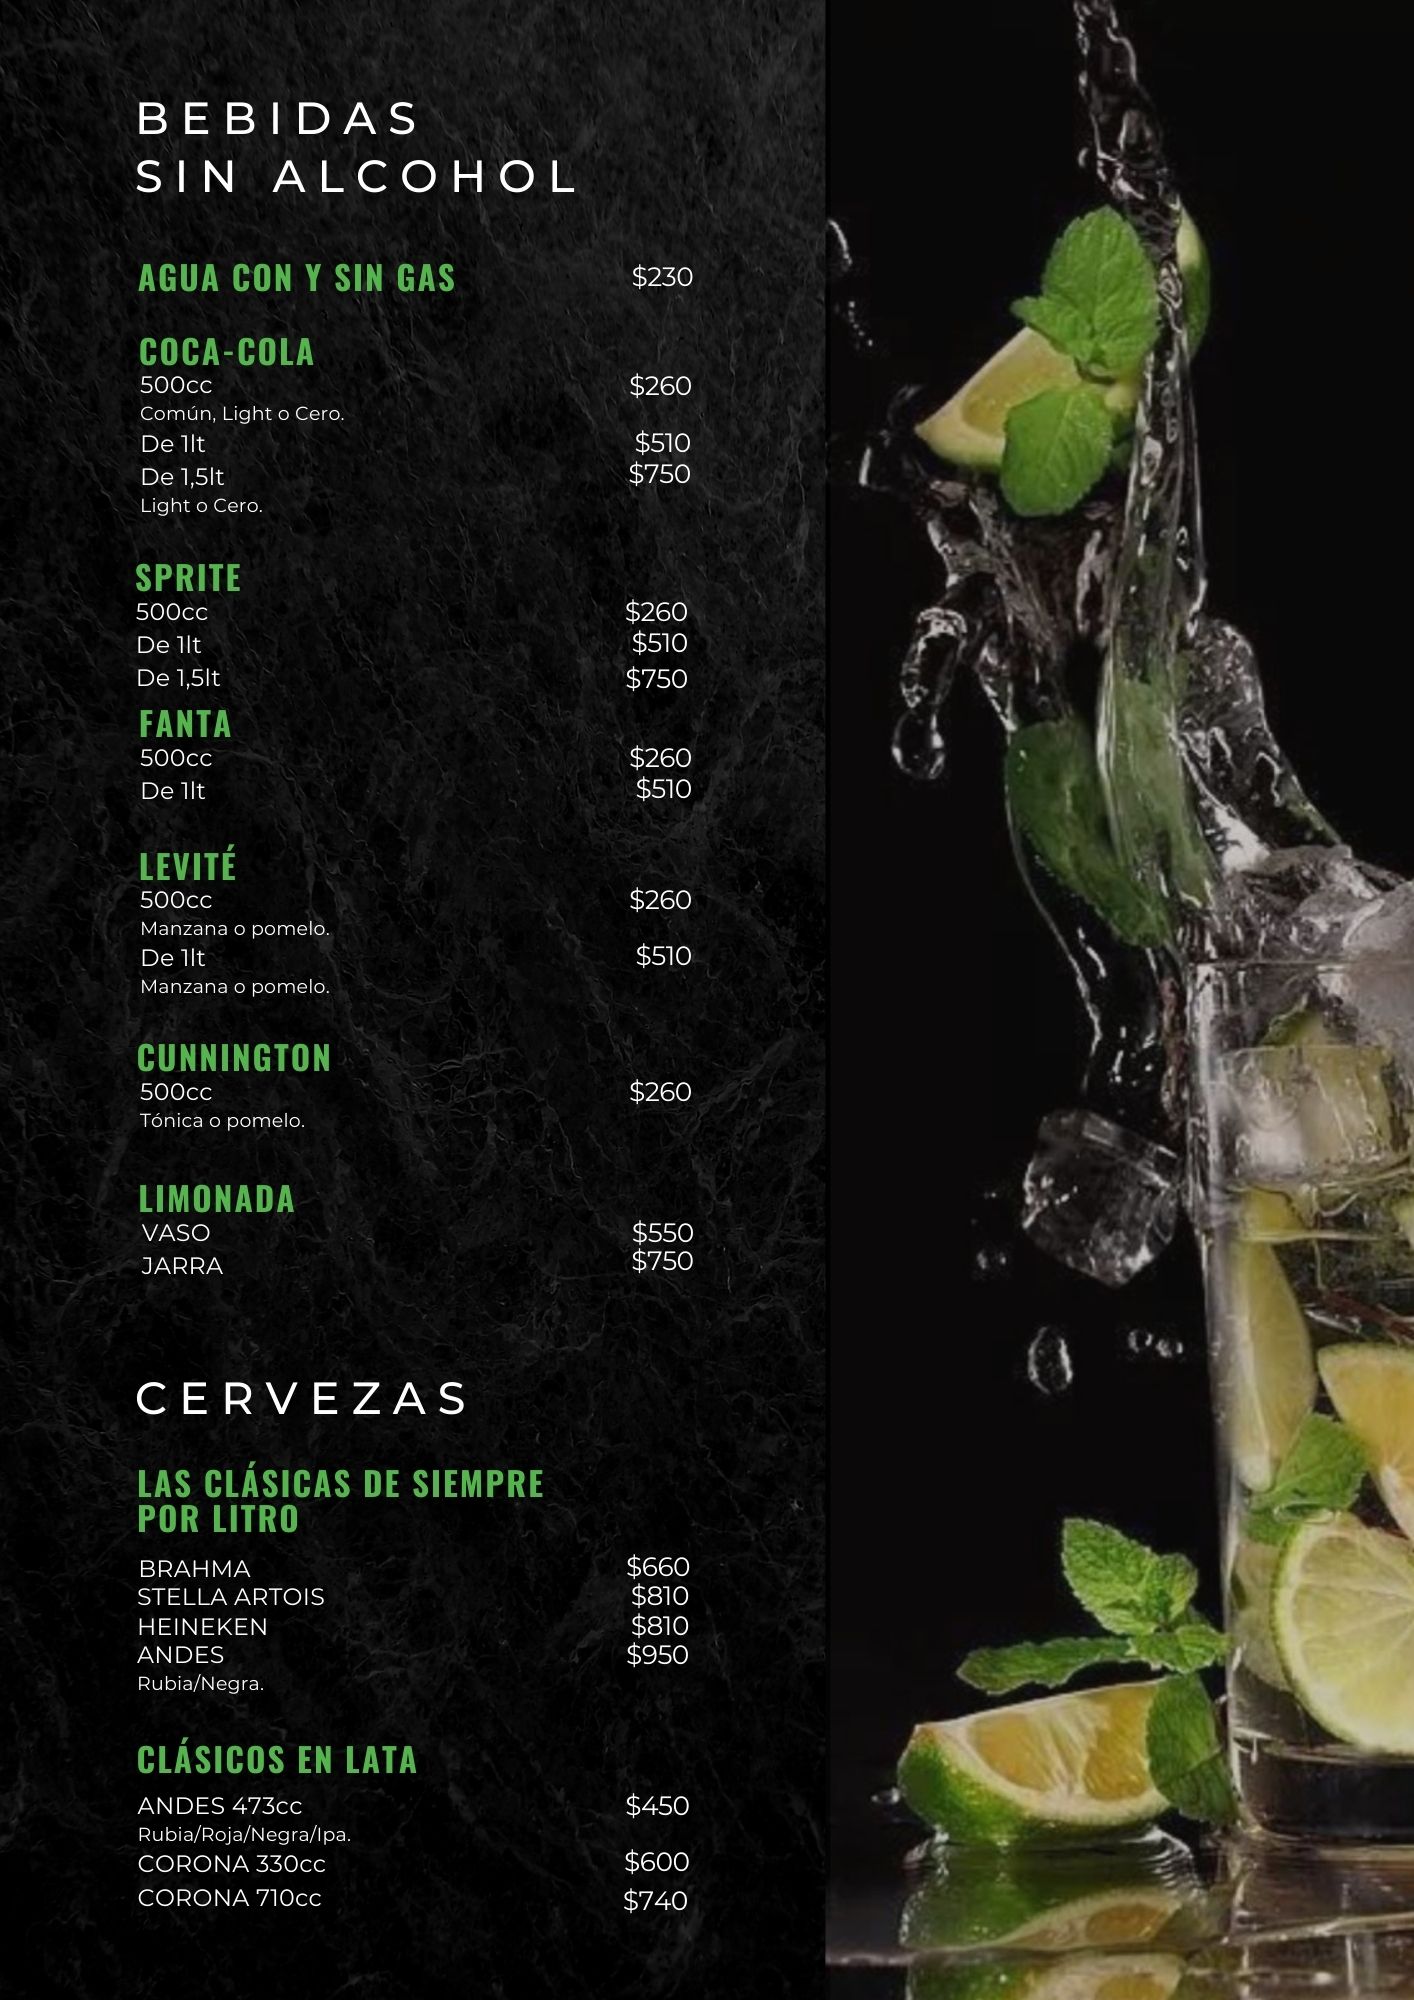 BEBIDAS
SIN ALCOHOL
AGUA CON Y SIN GAS $230
COCA-COLA
500cc $260
Común, Light o Cero.
De 1lt $510
De 1,5lt $750
Light o Cero.
SPRITE
500cc $260
De 1lt $510
De 1,5lt $750
FANTA
500cc $260
De 1lt $510
LEVITÉ
500cc $260
Manzana o pomelo.
De 1lt $510
Manzana o pomelo.
CUNNINGTON
500cc $260
Tónica o pomelo.
LIMONADA
VASO $550
JARRA $750
CERVEZAS
LAS CLÁSICAS DE SIEMPRE
POR LITRO
BRAHMA $660
STELLA ARTOIS $810
HEINEKEN $810
ANDES $950
Rubia/Negra.
CLÁSICOS EN LATA
ANDES 473cc $450
Rubia/Roja/Negra/Ipa.
CORONA 330cc $600
CORONA 710cc $740